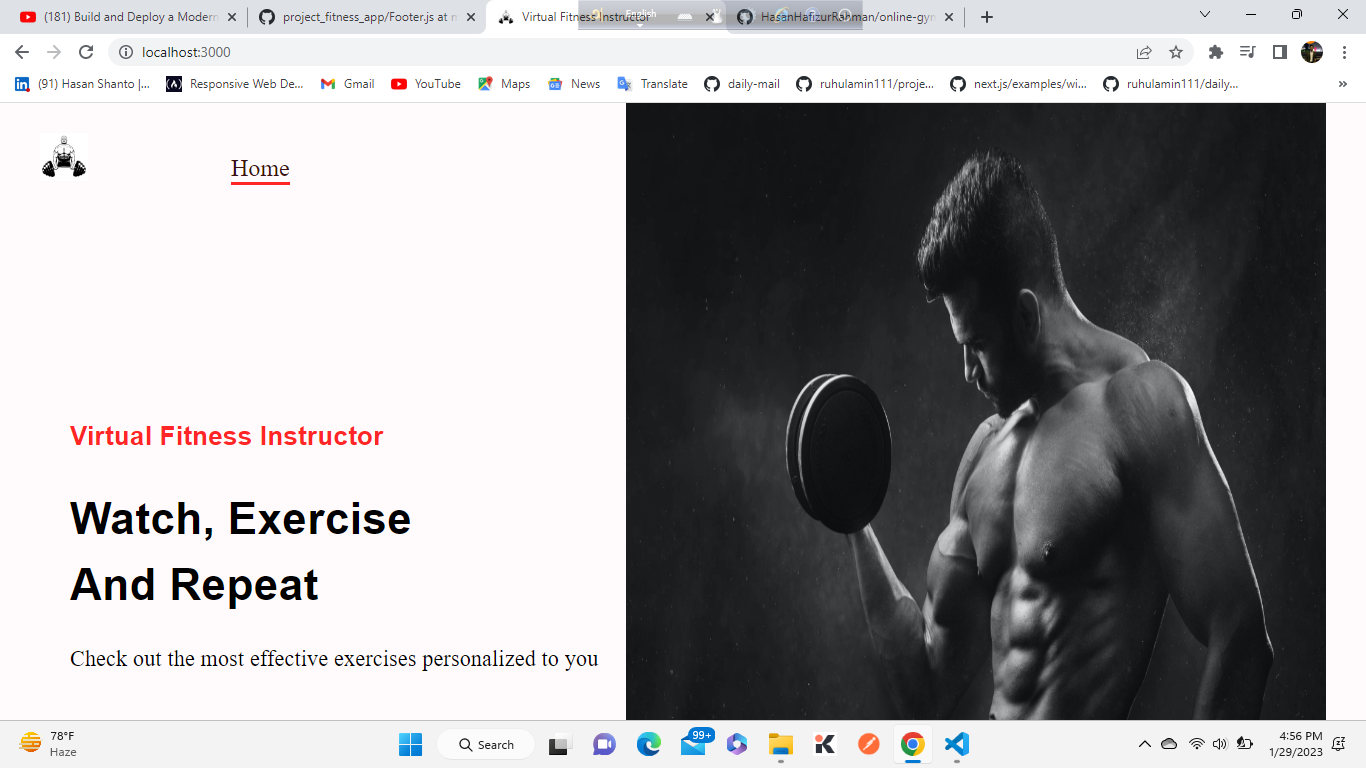 (181) Build and Deploy a Modern
project_fitness_app/Footer.js at m
Virtual Fitness Instructor
English
HasanHafizurRahman/online-gyn
localhost:3000
(91) Hasan Shanto |...
Responsive Web De...
Gmail
YouTube
Maps
News
Translate
daily-mail
ruhulamin111/proje...
next.js/examples/wi...
ruhulamin111/daily...
Home
Virtual Fitness Instructor
Watch, Exercise
And Repeat
Check out the most effective exercises personalized to you
78°F
Haze
Search
99+
4:56 PM
1/29/2023